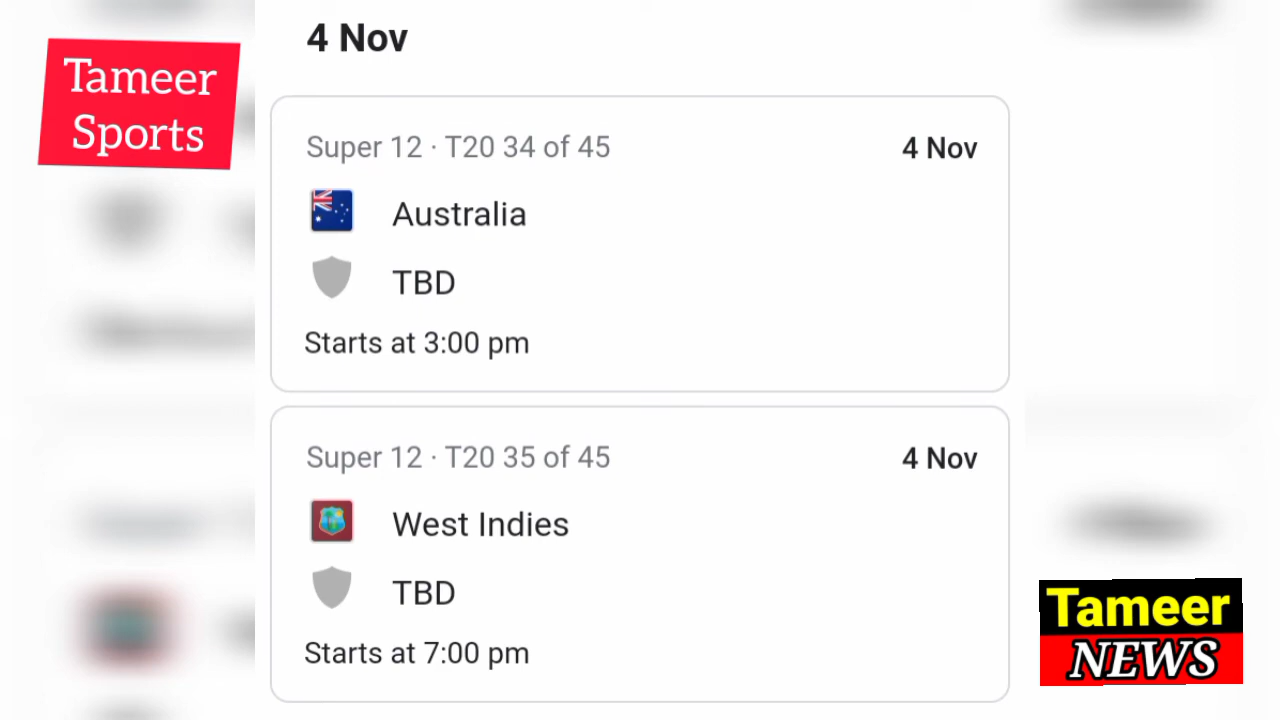 Tameer
Sports
4 Nov
Super 12 · T20 34 of 45
4 Nov
Australia
TBD
Starts at 3:00 pm
Super 12 · T20 35 of 45
4 Nov
West Indies
TBD
Starts at 7:00 pm
Tameer
NEWS